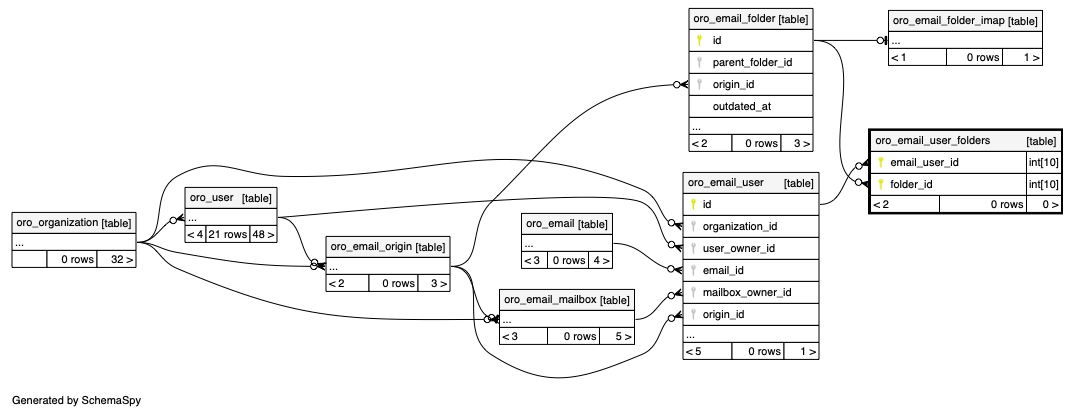 oro_organization [table]
...
0 rows 32 >
oro_user [table]
...
< 4 21 rows 48 >
oro_email_origin [table]
...
< 2 0 rows 3 >
oro_email [table]
...
< 3 0 rows 4 >
oro_email_mailbox [table]
...
< 3 0 rows 5 >
oro_email_folder [table]
id
parent_folder_id
origin_id
outdated_at
...
< 2 0 rows 3 >
oro_email_user [table]
id
organization_id
user_owner_id
email_id
mailbox_owner_id
origin_id
...
< 5 0 rows 1 >
oro_email_folder_imap [table]
...
< 1 0 rows 1 >
oro_email_user_folders [table]
email_user_id int[10]
folder_id int[10]
< 2 0 rows 0 >
Generated by SchemaSpy